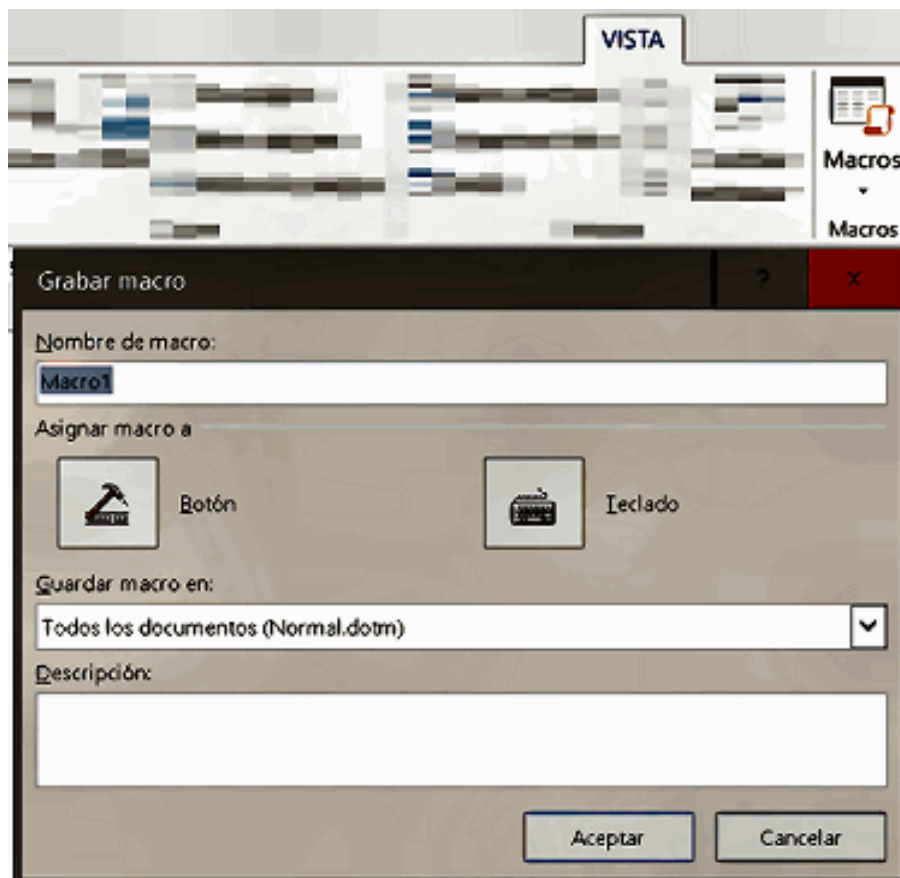 VISTA
Macros
Macros
Grabar macro
?
x
Nombre de macro:
Macro1
Asignar macro a
Botón
Teclado
Guardar macro en:
Todos los documentos (Normal.dotm)
Descripción:
Aceptar
Cancelar